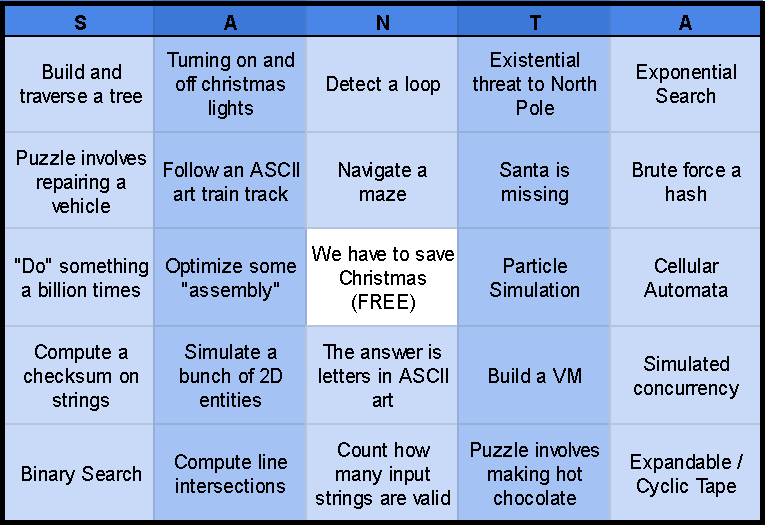 S A N T A
Build and
traverse a tree
Turning on and
off christmas
lights
Detect a loop
Existential
threat to North
Pole
Exponential
Search
Puzzle involves
repairing a
vehicle
Follow an ASCII
art train track
Navigate a
maze
Santa is
missing
Brute force a
hash
"Do" something
a billion times
Optimize some
"assembly"
We have to save
Christmas
(FREE)
Particle
Simulation
Cellular
Automata
Compute a
checksum on
strings
Simulate a
bunch of 2D
entities
The answer is
letters in ASCII
art
Build a VM
Simulated
concurrency
Binary Search
Compute line
intersections
Count how
many input
strings are valid
Puzzle involves
making hot
chocolate
Expandable /
Cyclic Tape